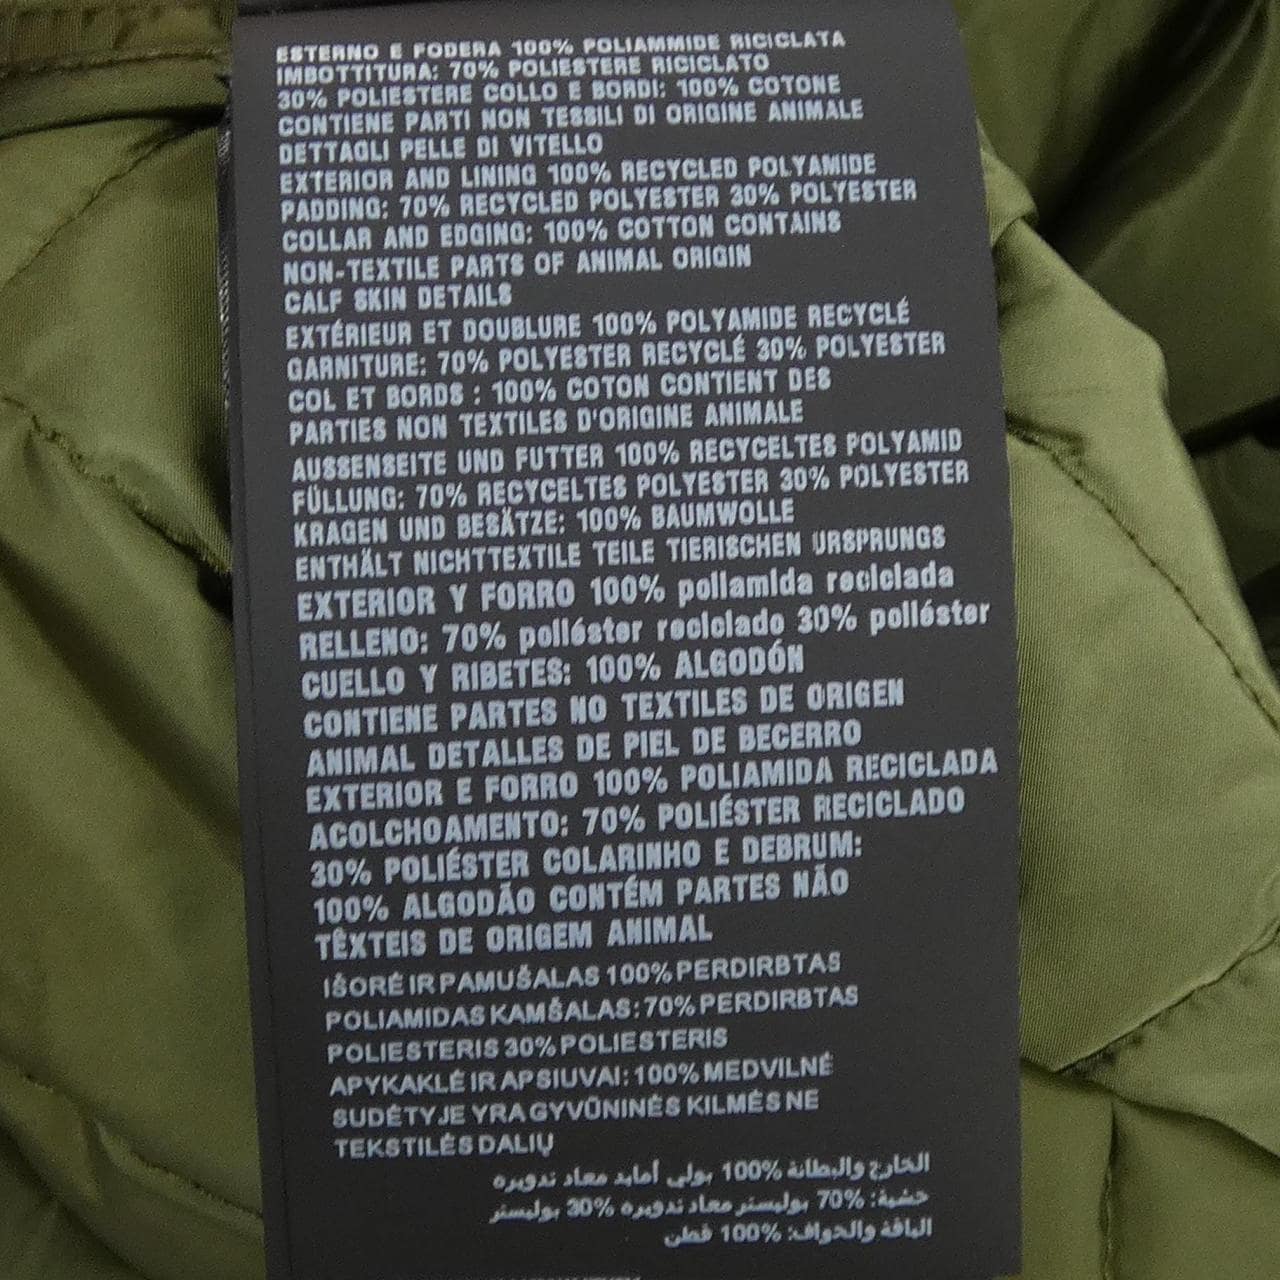 ESTERNO E FODERA 100% POLIAMMIDE RICICLATA
IMBOTTITURA: 70% POLIESTERE RICICLATO
30% POLIESTERE COLLO E BORDI: 100% COTONE
CONTIENE PARTI NON TESSILI DI ORIGINE ANIMALE
DETTAGLI PELLE DI VITELLO
EXTERIOR AND LINING 100% RECYCLED POLYAMIDE
PADDING: 70% RECYCLED POLYESTER 30% POLYESTER
COLLAR AND EDGING: 100% COTTON CONTAINS
NON-TEXTILE PARTS OF ANIMAL ORIGIN
CALF SKIN DETAILS
EXTÉRIEUR ET DOUBLURE 100% POLYAMIDE RECYCLÉ
GARNITURE: 70% POLYESTER RECYCLÉ 30% POLYESTER
COL ET BORDS : 100% COTON CONTIENT DES
PARTIES NON TEXTILES D'ORIGINE ANIMALE
AUSSENSEITE UND FUTTER 100% RECYCELTES POLYAMID
FÜLLUNG: 70% RECYCELTES POLYESTER 30% POLYESTER
KRAGEN UND BESÄTZE: 100% BAUMWOLLE
ENTHÄLT NICHTTEXTILE TEILE TIERISCHEN URSPRUNGS
EXTERIOR Y FORRO 100% poliamida reciclada
RELLENO: 70% poliéster reciclado 30% poliéster
CUELLO Y RIBETES: 100% ALGODÓN
CONTIENE PARTES NO TEXTILES DE ORIGEN
ANIMAL DETALLES DE PIEL DE BECERRO
EXTERIOR E FORRO 100% POLIAMIDA RECICLADA
ACOLCHOAMENTO: 70% POLIÉSTER RECICLADO
30% POLIÉSTER COLARINHO E DEBRUM:
100% ALGODÃO CONTÉM PARTES NÃO
TÊXTEIS DE ORIGEM ANIMAL
IŠORĖ IR PAMUŠALAS 100% PERDIRBTAS
POLIAMIDAS KAMŠALAS: 70% PERDIRBTAS
POLIESTERIS 30% POLIESTERIS
APYKAKLĖ IR APSIUVAI: 100% MEDVILNĖ
SUDĖTYJE YRA GYVŪNINĖS KILMĖS NE
TEKSTILĖS DALIŲ
الخارج والبطانة 100% بولي أمايد معاد تدويره
حشية: 70% بوليستر معاد تدويره 30% بوليستر
الياقة والحواف: 100% قطن